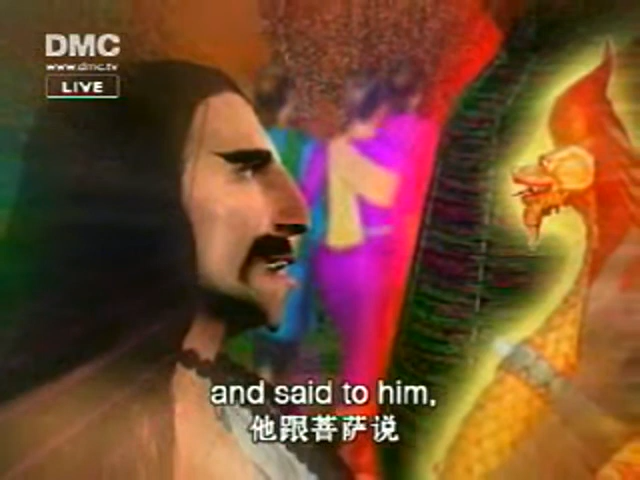 DMC
www.dmc.tv
LIVE
and said to him,
他跟菩萨说